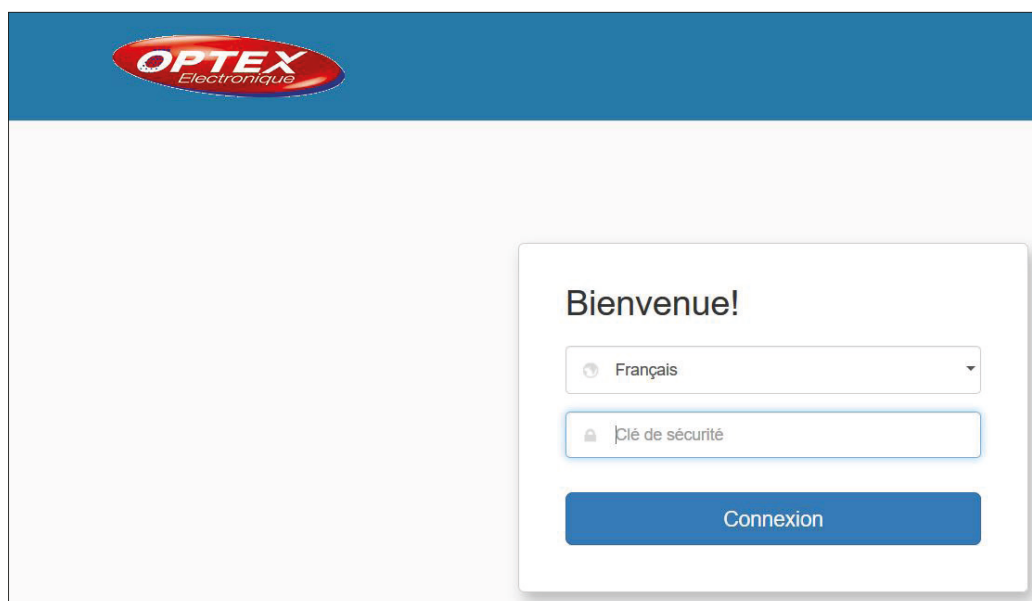 OPTEX
Electronique
Bienvenue!
Français
Clé de sécurité
Connexion